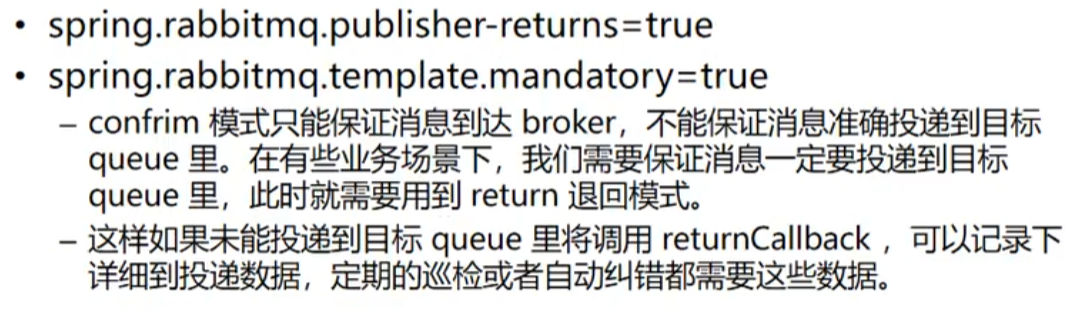 • spring.rabbitmq.publisher-returns=true
• spring.rabbitmq.template.mandatory=true
– confrim 模式只能保证消息到达 broker，不能保证消息准确投递到目标
queue 里。在有些业务场景下，我们需要保证消息一定要投递到目标
queue 里，此时就需要用到 return 退回模式。
– 这样如果未能投递到目标 queue 里将调用 returnCallback ，可以记录下
详细到投递数据，定期的巡检或者自动纠错都需要这些数据。